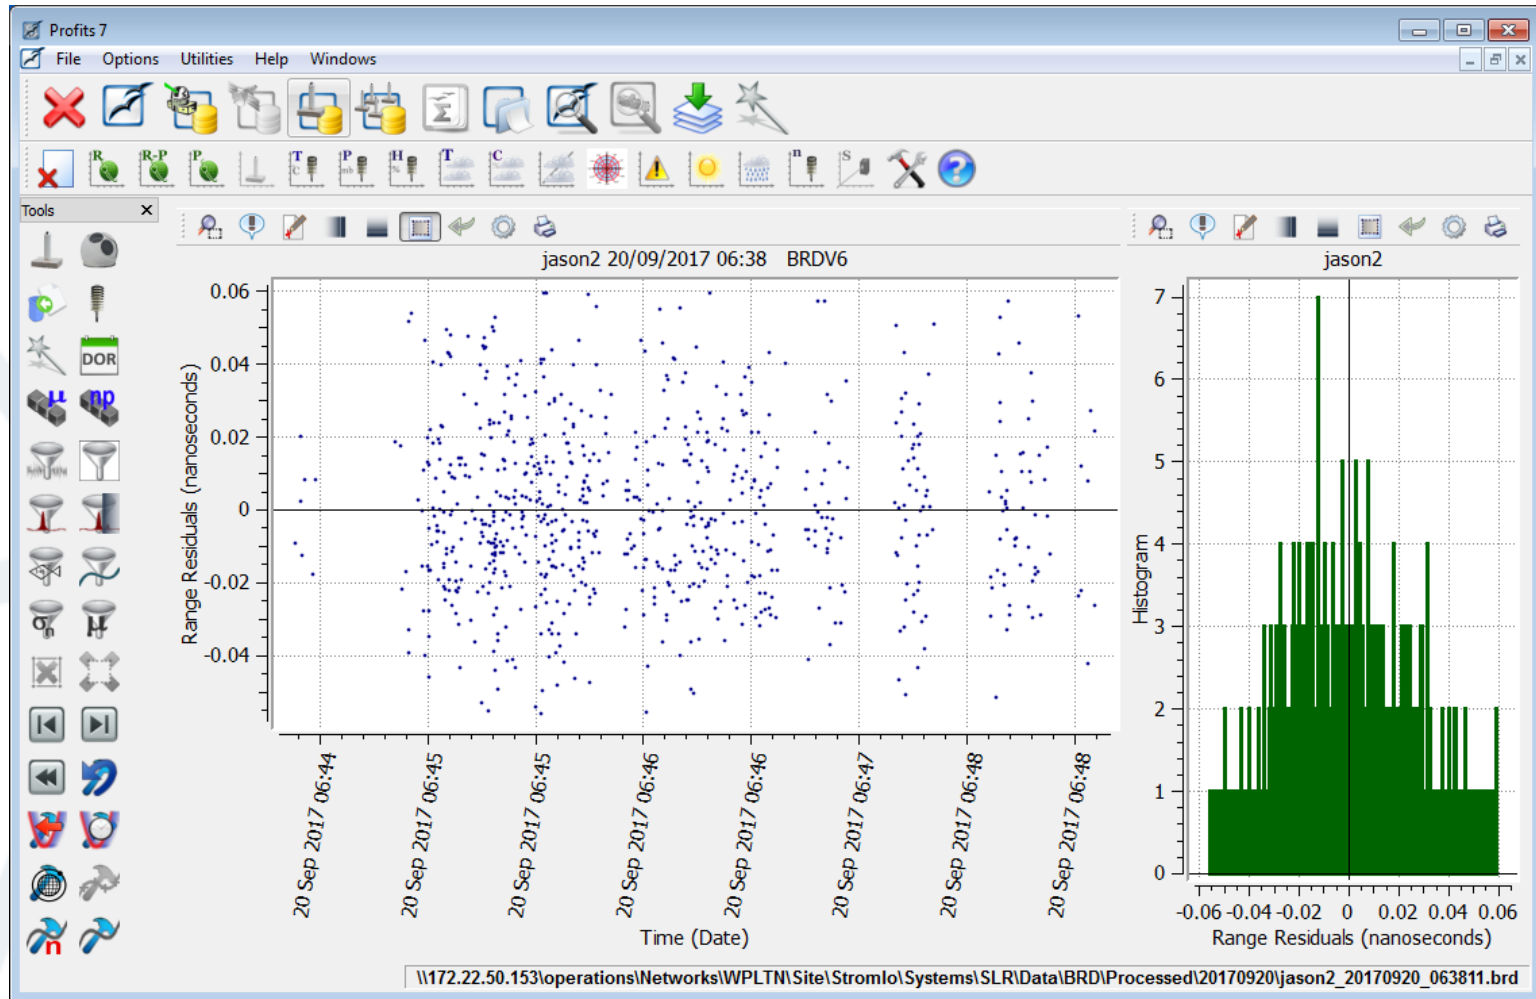 Profits 7
File Options Utilities Help Windows
R R-P P T C P mb H % T C n S
Tools
DOR
μ np
σn μ
n
jason2 20/09/2017 06:38 BRDV6
Range Residuals (nanoseconds)
0.06
0.04
0.02
0
-0.02
-0.04
20 Sep 2017 06:44
20 Sep 2017 06:45
20 Sep 2017 06:45
20 Sep 2017 06:46
20 Sep 2017 06:46
20 Sep 2017 06:47
20 Sep 2017 06:48
20 Sep 2017 06:48
Time (Date)
jason2
Histogram
7
6
5
4
3
2
1
0
-0.06 -0.04 -0.02 0 0.02 0.04 0.06
Range Residuals (nanoseconds)
\\172.22.50.153\operations\Networks\WPLTN\Site\Stromlo\Systems\SLR\Data\BRD\Processed\20170920\jason2_20170920_063811.brd